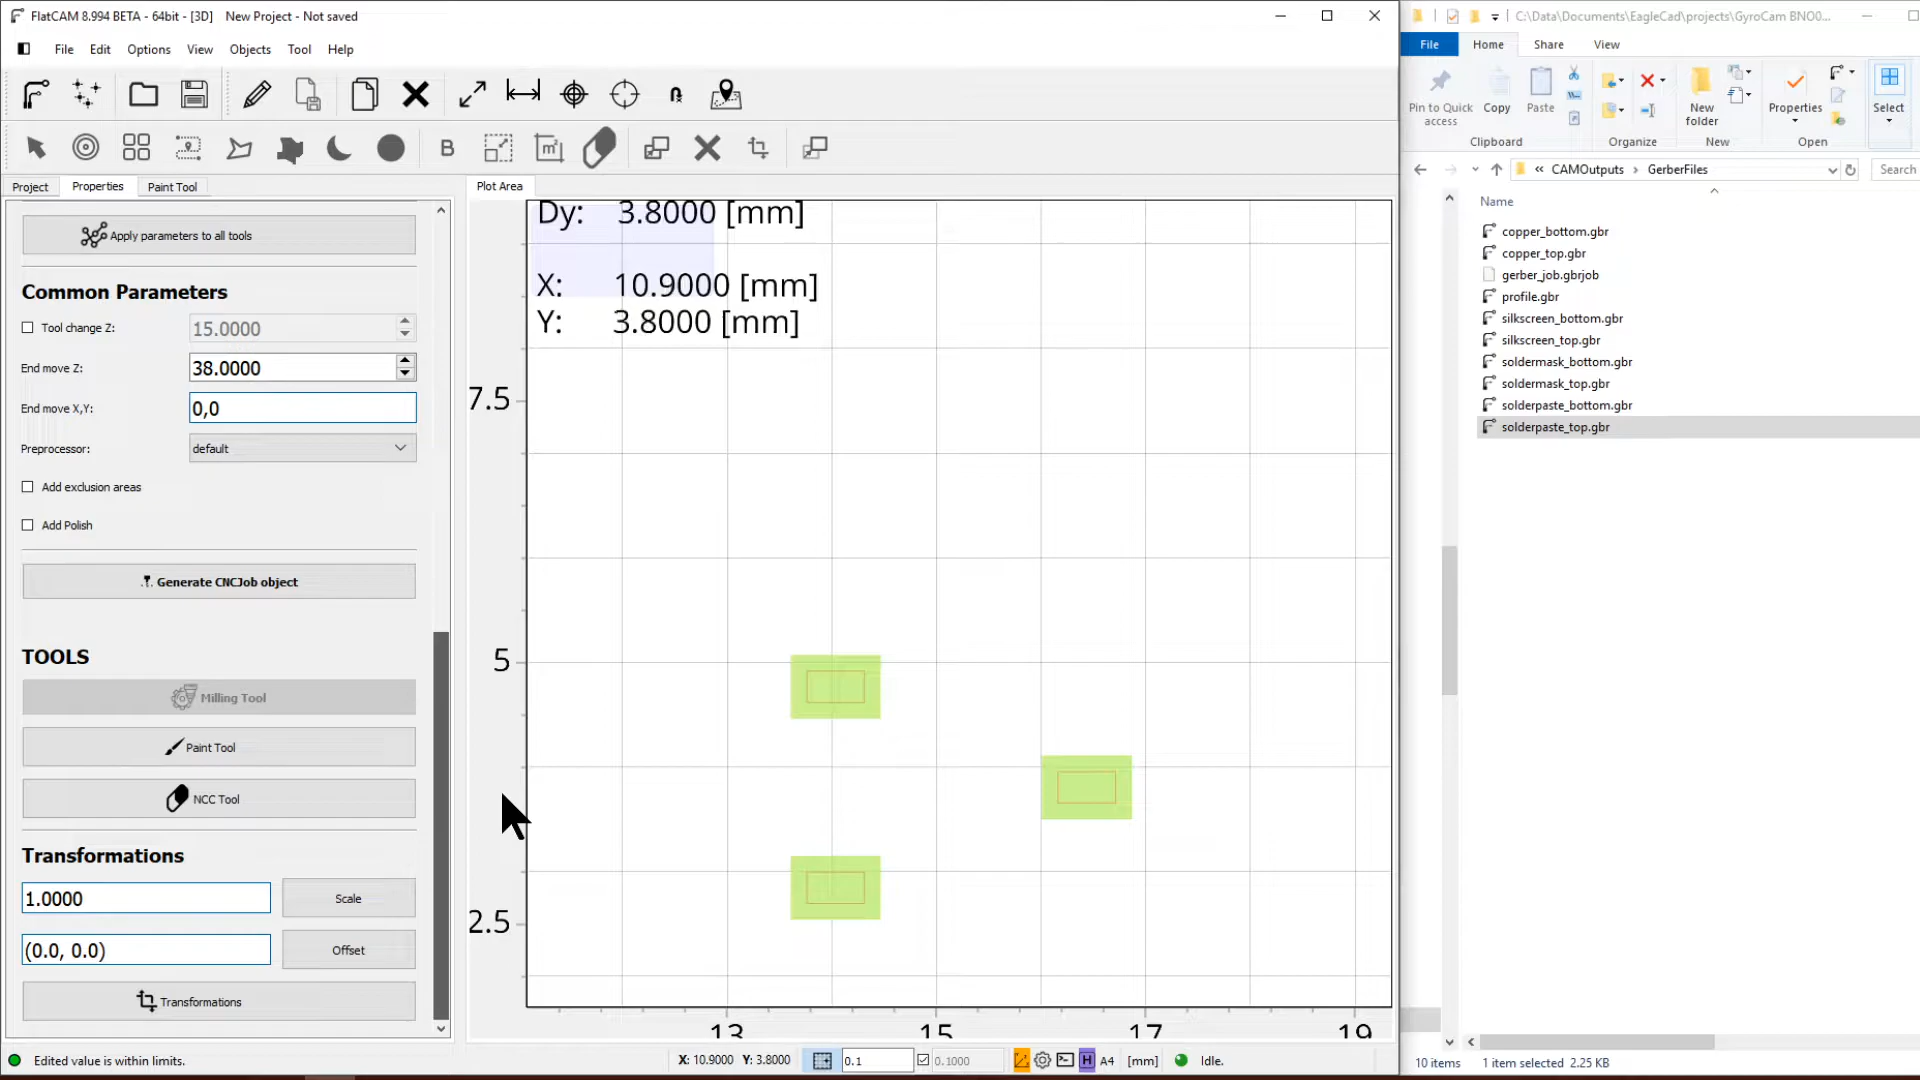 FlatCAM 8.994 BETA - 64bit - [3D] New Project - Not saved
File Edit Options View Objects Tool Help
B
m²
Project Properties Paint Tool
Plot Area
Apply parameters to all tools
Common Parameters
Tool change Z: 15.0000
End move Z: 38.0000
End move X,Y: 0,0
Preprocessor: default
Add exclusion areas
Add Polish
Generate CNCJob object
TOOLS
Milling Tool
Paint Tool
NCC Tool
Transformations
1.0000 Scale
(0.0, 0.0) Offset
Transformations
Dy: 3.8000 [mm]
X: 10.9000 [mm]
Y: 3.8000 [mm]
7.5
5
2.5
13 15 17 19
Edited value is within limits.
X: 10.9000 Y: 3.8000 0.1 0.1000 H A4 [mm] Idle.
C:\Data\Documents\EagleCad\projects\GyroCam BNO0...
File Home Share View
Pin to Quick access
Copy
Paste
New folder
Properties
Select
Clipboard Organize New Open
« CAMOutputs › GerberFiles Search
Name
copper_bottom.gbr
copper_top.gbr
gerber_job.gbrjob
profile.gbr
silkscreen_bottom.gbr
silkscreen_top.gbr
soldermask_bottom.gbr
soldermask_top.gbr
solderpaste_bottom.gbr
solderpaste_top.gbr
10 items 1 item selected 2.25 KB